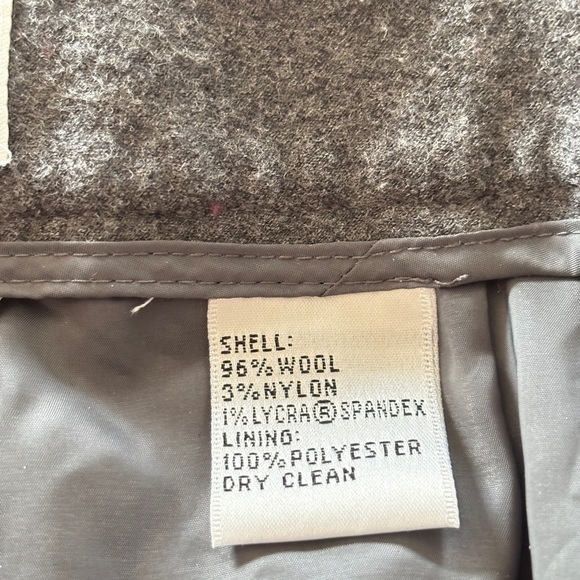 SHELL:
96% WOOL
3% NYLON
1% LYCRA® SPANDEX
LINING:
100% POLYESTER
DRY CLEAN